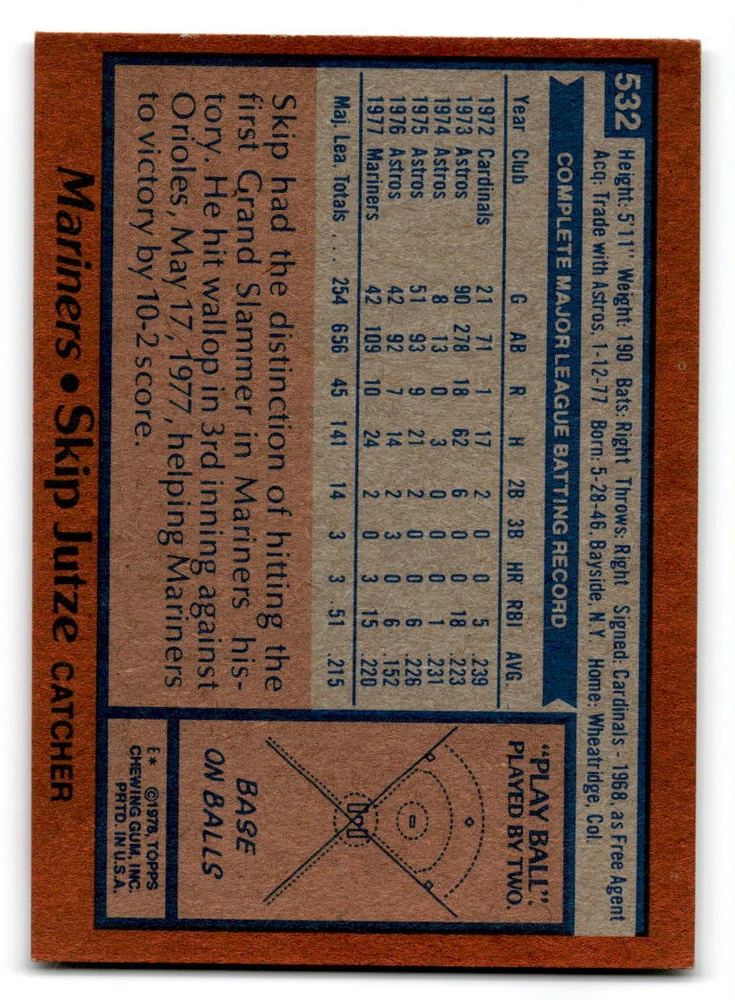 532
Height: 5'11" Weight: 190 Bats: Right Throws: Right Signed: Cardinals - 1968, as Free Agent
Acq: Trade with Astros, 1-12-77 Born: 5-28-46, Bayside, N.Y Home: Wheatridge, Col.
COMPLETE MAJOR LEAGUE BATTING RECORD
Year Club G AB R H 2B 3B HR RBI AVG.
1972 Cardinals 21 71 1 17 2 0 0 5 .239
1973 Astros 90 278 18 62 6 0 0 18 .223
1974 Astros 8 13 0 3 0 0 0 1 .231
1975 Astros 51 93 9 21 2 0 0 6 .226
1976 Astros 42 92 7 14 2 3 0 6 .152
1977 Mariners 42 109 10 24 2 0 3 15 .220
Maj. Lea. Totals ... 254 656 45 141 14 3 3 51 .215
Skip had the distinction of hitting the
first Grand Slammer in Mariners his-
tory. He hit wallop in 3rd inning against
Orioles, May 17, 1977, helping Mariners
to victory by 10-2 score.
"PLAY BALL"
PLAYED BY TWO.
BASE
ON BALLS
E* ©1978, TOPPS
CHEWING GUM, INC.
PRTD. IN U.S.A.
Mariners • Skip Jutze CATCHER